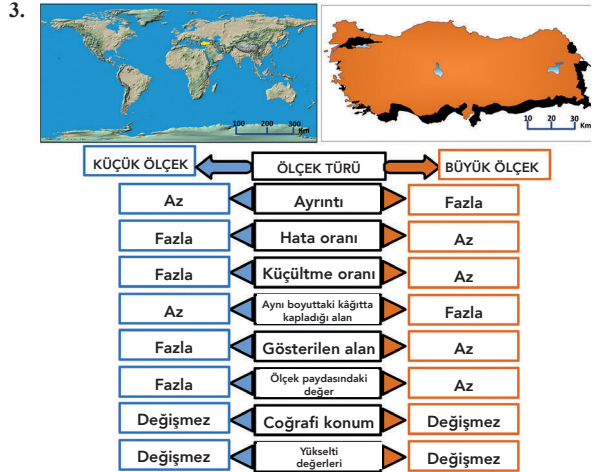 3.
100 200 300
Km
10 20 30
Km
KÜÇÜK ÖLÇEK ÖLÇEK TÜRÜ BÜYÜK ÖLÇEK
Az Ayrıntı Fazla
Fazla Hata oranı Az
Fazla Küçültme oranı Az
Az Aynı boyuttaki kâğıtta
kapladığı alan Fazla
Fazla Gösterilen alan Az
Fazla Ölçek paydasındaki
değer Az
Değişmez Coğrafi konum Değişmez
Değişmez Yükselti
değerleri Değişmez